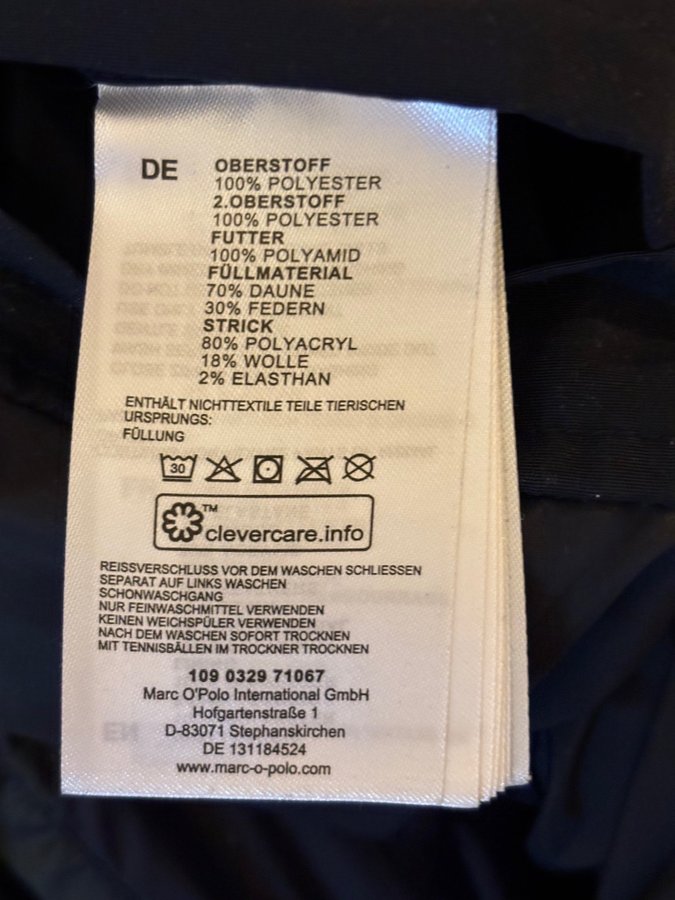 DE
OBERSTOFF
100% POLYESTER
2.OBERSTOFF
100% POLYESTER
FUTTER
100% POLYAMID
FÜLLMATERIAL
70% DAUNE
30% FEDERN
STRICK
80% POLYACRYL
18% WOLLE
2% ELASTHAN
ENTHÄLT NICHTTEXTILE TEILE TIERISCHEN
URSPRUNGS:
FÜLLUNG
30
™
clevercare.info
REISSVERSCHLUSS VOR DEM WASCHEN SCHLIESSEN
SEPARAT AUF LINKS WASCHEN
SCHONWASCHGANG
NUR FEINWASCHMITTEL VERWENDEN
KEINEN WEICHSPÜLER VERWENDEN
NACH DEM WASCHEN SOFORT TROCKNEN
MIT TENNISBÄLLEN IM TROCKNER TROCKNEN
109 0329 71067
Marc O'Polo International GmbH
Hofgartenstraße 1
D-83071 Stephanskirchen
DE 131184524
www.marc-o-polo.com